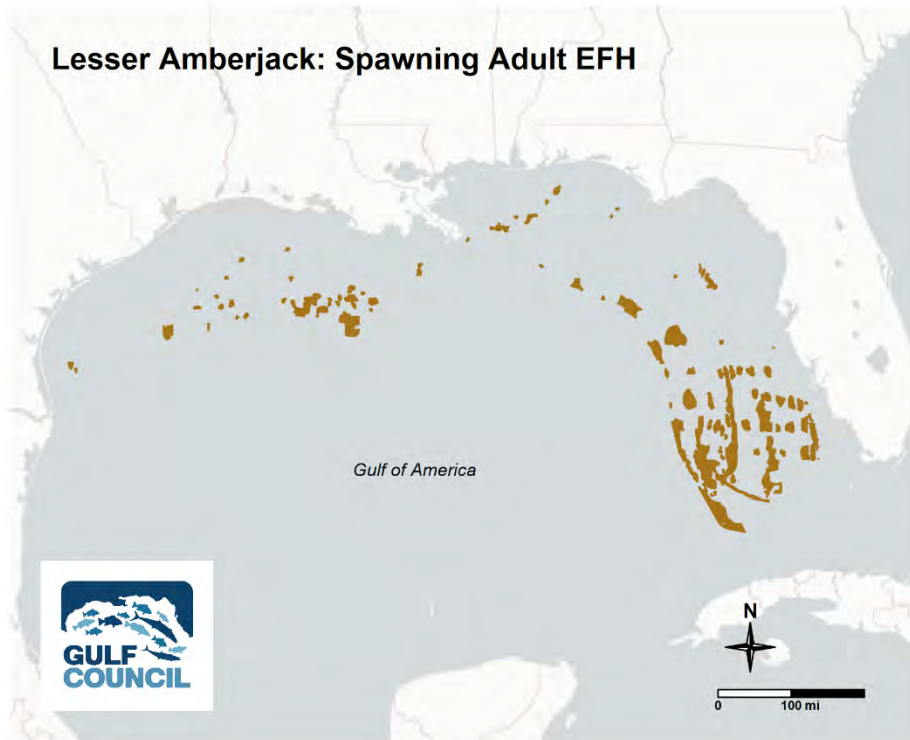 Lesser Amberjack: Spawning Adult EFH
Gulf of America
GULF
COUNCIL
N
0 100 mi